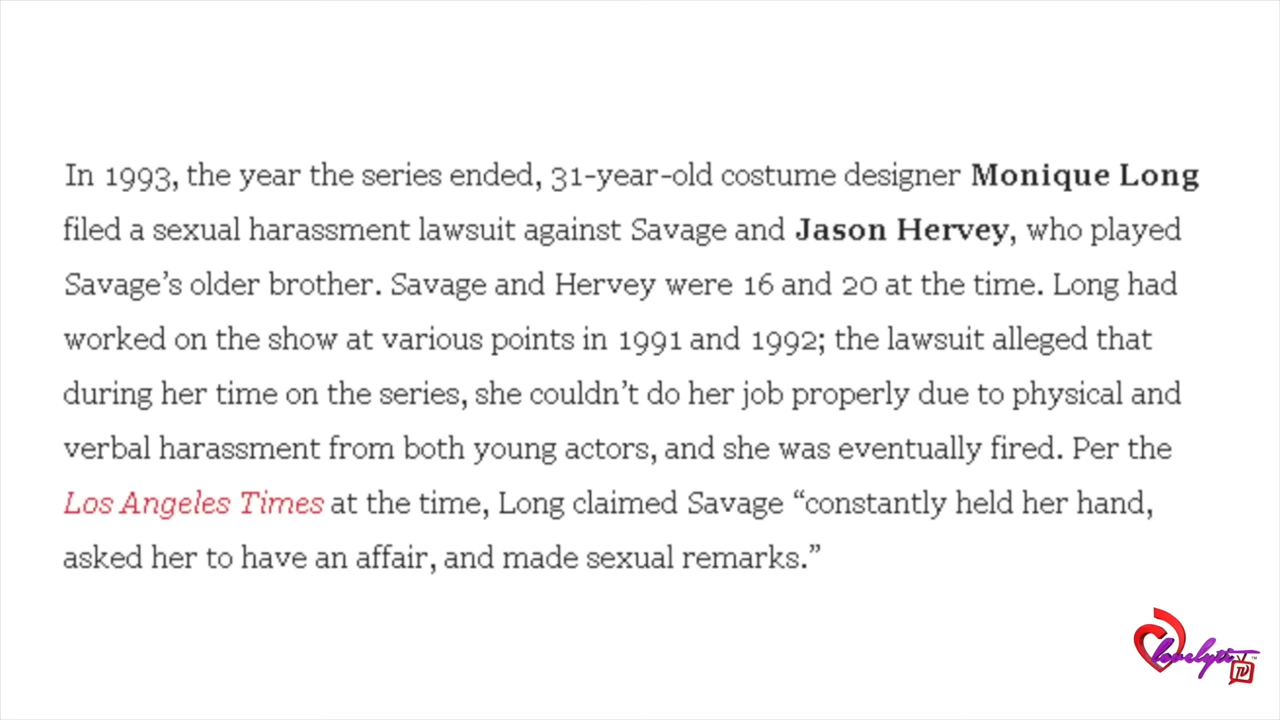 In 1993, the year the series ended, 31-year-old costume designer Monique Long
filed a sexual harassment lawsuit against Savage and Jason Hervey, who played
Savage’s older brother. Savage and Hervey were 16 and 20 at the time. Long had
worked on the show at various points in 1991 and 1992; the lawsuit alleged that
during her time on the series, she couldn’t do her job properly due to physical and
verbal harassment from both young actors, and she was eventually fired. Per the
Los Angeles Times at the time, Long claimed Savage “constantly held her hand,
asked her to have an affair, and made sexual remarks.”
lovelyti
TV